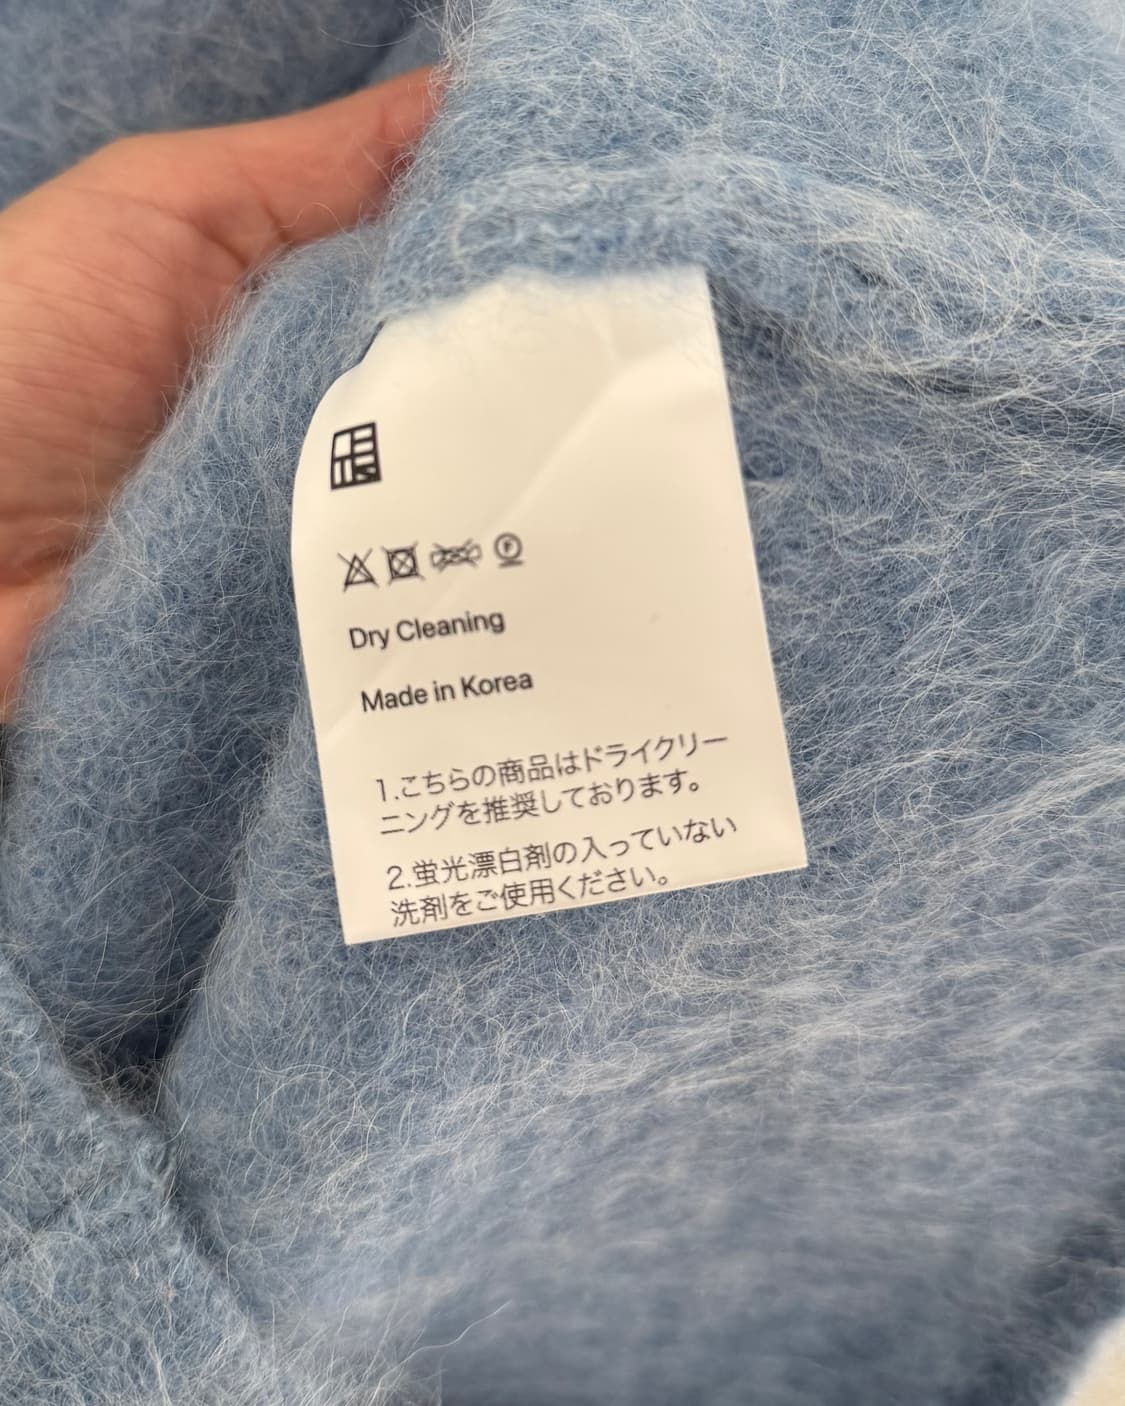 F
Dry Cleaning
Made in Korea
1.こちらの商品はドライクリー
ニングを推奨しております。
2.蛍光漂白剤の入っていない
洗剤をご使用ください。